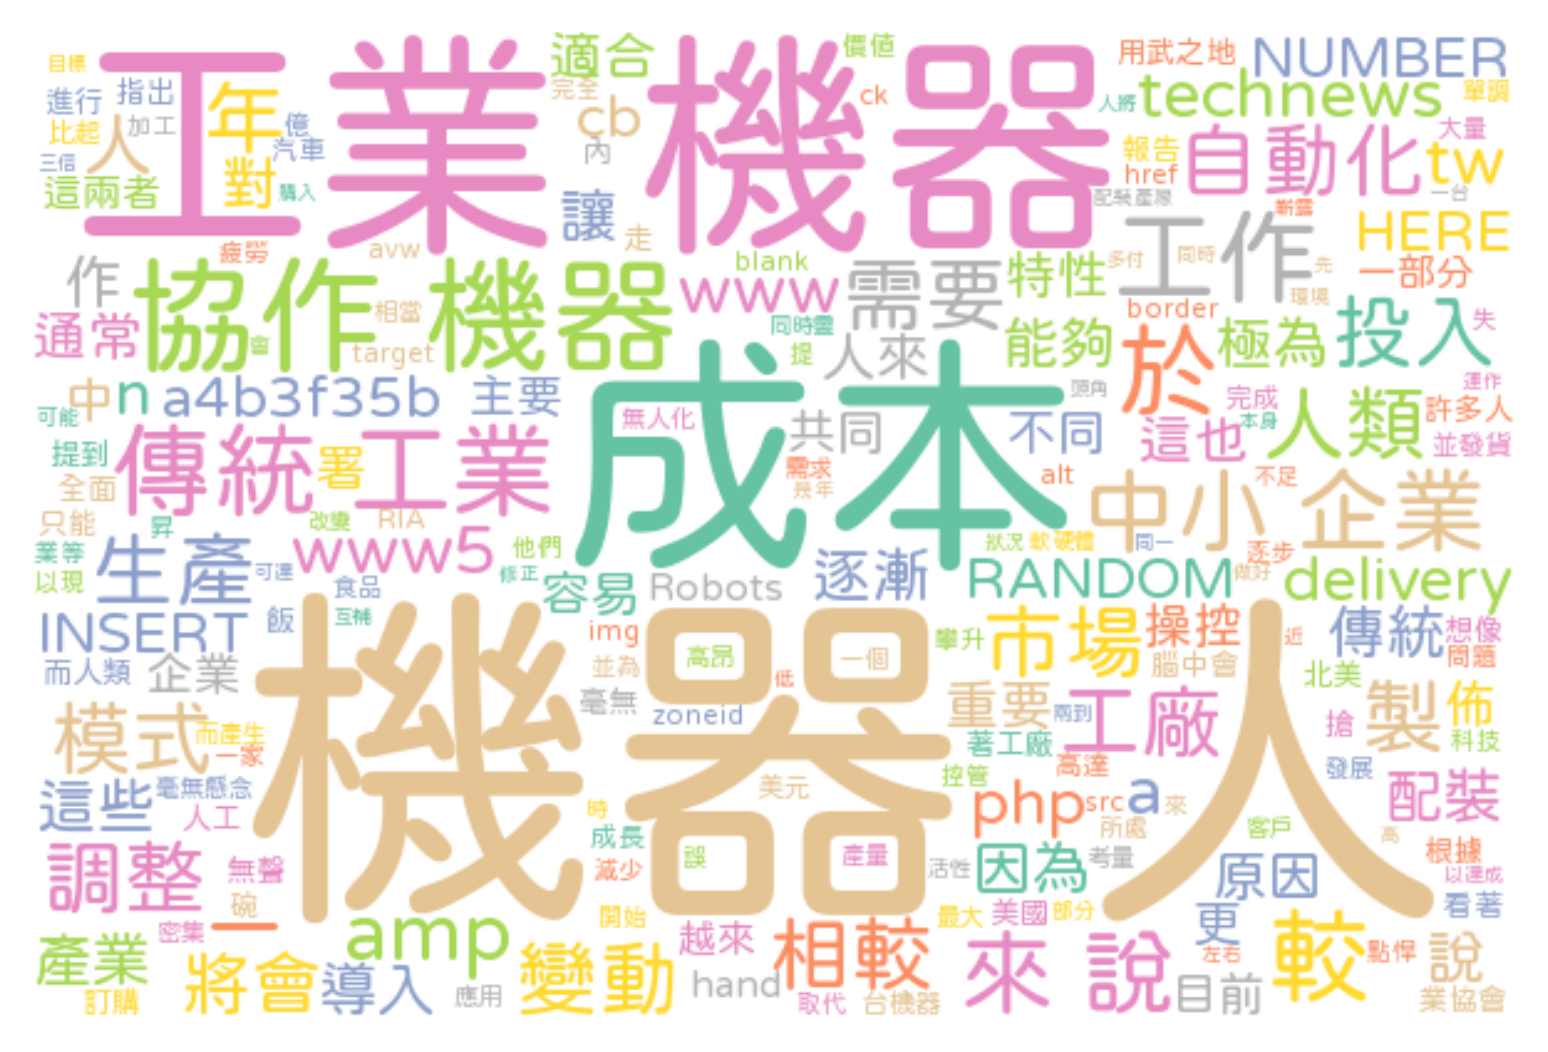 目標
工業機器
適合
價值
用武之地
NUMBER
進行
指出
年
完全
cb
ck
人將
technews
單調
比起
人
加工
億
汽車
內
報告
自動化
大量
tw
三倍
這兩者
對
購入
href
配裝產線
一台
嶄露
讓
走
工作
HERE
疲勞
avw
作
協作機器
blank
www
需要
特性
多付
同時
先
一部分
環境
相當
border
通常
會
target
同時靈
提
人來
能夠
於
極為
投入
失
中
n
a4b3f35b
主要
成本
頭角
運作
可能
無人化
共同
不同
完成
本身
人類
許多人
這也
並發貨
提到
傳統工業
署
需求
幾年
alt
中小企業
不足
全面
只能
昇
改變
RIA
業等
www5
他們
狀況
軟硬體
同一
逐步
以現
生產
可達
食品
修正
容易
Robots
逐漸
RANDOM
做好
delivery
INSERT
飯
互補
img
機器人
攀升
市場
操控
近
傳統
想像
而人類
企業
高昂
一個
並為
低
腦中會
問題
北美
毫無
zoneid
重要
兩到
工廠
搶
製
佈
模式
而產生
一家
著工廠
科技
這些
毫無懸念
美元
控管
高達
發展
配裝
人工
時
php
src
a
來
成長
所處
客戶
高
調整
無聲
減少
誤
產量
活性
因為
考量
原因
根據
以達成
碗
一
密集
amp
開始
越來
相較
最大
美國
部分
來說
更
左右
較
看著
點悍
說
產業
將會
導入
變動
hand
目前
訂購
應用
取代
台機器
業協會